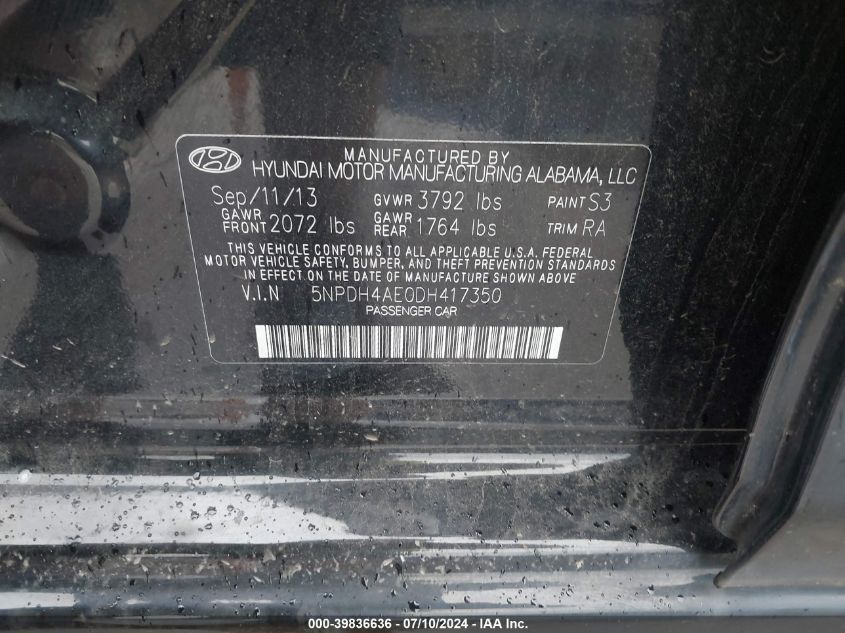 MANUFACTURED BY
HYUNDAI MOTOR MANUFACTURING ALABAMA, LLC
Sep/11/13 GVWR 3792 lbs PAINT S3
GAWR FRONT 2072 lbs GAWR REAR 1764 lbs TRIM RA
THIS VEHICLE CONFORMS TO ALL APPLICABLE U.S.A. FEDERAL
MOTOR VEHICLE SAFETY, BUMPER, AND THEFT PREVENTION STANDARDS
IN EFFECT ON THE DATE OF MANUFACTURE SHOWN ABOVE
V.I.N 5NPDH4AE0DH417350
PASSENGER CAR
000-39836636 - 07/10/2024 - IAA Inc.